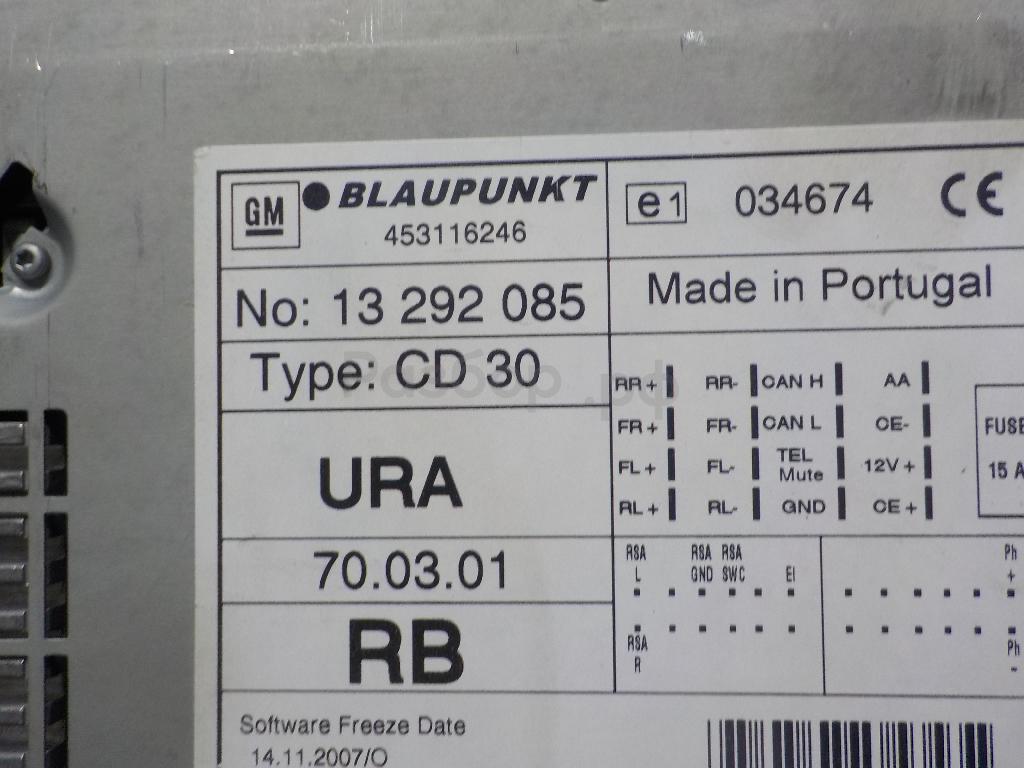 GM BLAUPUNKT
453116246
e1 034674 CE
No: 13 292 085
Made in Portugal
Type: CD 30
Разбор.рф
URA
70.03.01
RB
Software Freeze Date
14.11.2007/O
RR+ RR- CAN H AA
FR+ FR- CAN L CE-
FL+ FL- TEL Mute 12V+
RL+ RL- GND CE+
FUSE
15 A
RSA L RSA GND RSA SWC EI Ph +
RSA R Ph -